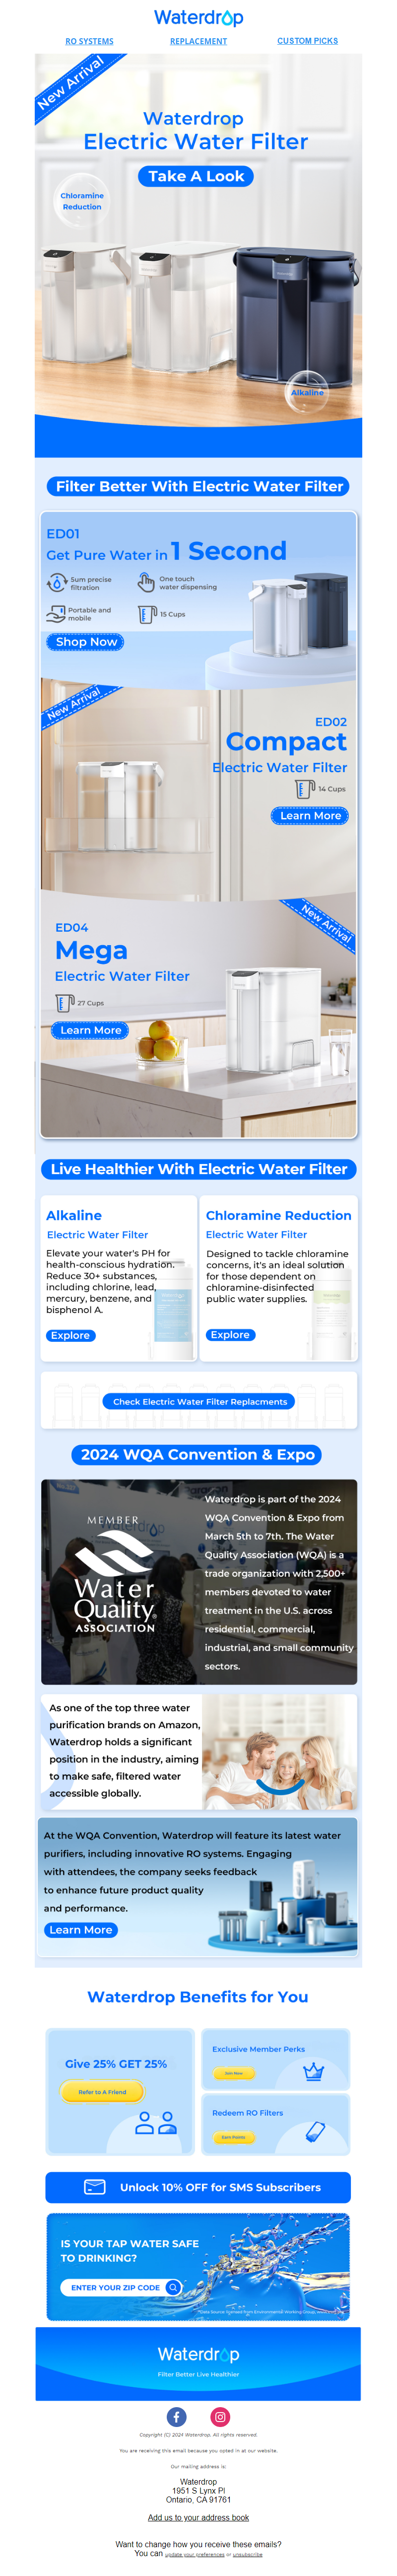 Waterdrop
RO SYSTEMS
REPLACEMENT
CUSTOM PICKS
New Arrival
Waterdrop
Electric Water Filter
Take A Look
Chloramine
Reduction
Alkaline
Filter Better With Electric Water Filter
ED01
Get Pure Water in 1 Second
5um precise
filtration
One touch
water dispensing
Portable and
mobile
15 Cups
Shop Now
New Arrival
ED02
Compact
Electric Water Filter
14 Cups
Learn More
New Arrival
ED04
Mega
Electric Water Filter
27 Cups
Learn More
Live Healthier With Electric Water Filter
Alkaline
Electric Water Filter
Elevate your water's PH for
health-conscious hydration.
Reduce 30+ substances,
including chlorine, lead,
mercury, benzene, and
bisphenol A.
Explore
Chloramine Reduction
Electric Water Filter
Designed to tackle chloramine
concerns, it's an ideal solution
for those dependent on
chloramine-disinfected
public water supplies.
Explore
Check Electric Water Filter Replacments
2024 WQA Convention & Expo
MEMBER
Water
Quality
ASSOCIATION
Waterdrop is part of the 2024
WQA Convention & Expo from
March 5th to 7th. The Water
Quality Association (WQA) is a
trade organization with 2,500+
members devoted to water
treatment in the U.S. across
residential, commercial,
industrial, and small community
sectors.
As one of the top three water
purification brands on Amazon,
Waterdrop holds a significant
position in the industry, aiming
to make safe, filtered water
accessible globally.
At the WQA Convention, Waterdrop will feature its latest water
purifiers, including innovative RO systems. Engaging
with attendees, the company seeks feedback
to enhance future product quality
and performance.
Learn More
Waterdrop Benefits for You
Give 25% GET 25%
Refer to A Friend
Exclusive Member Perks
Join Now
Redeem RO Filters
Earn Points
Unlock 10% OFF for SMS Subscribers
IS YOUR TAP WATER SAFE
TO DRINKING?
ENTER YOUR ZIP CODE
Waterdrop
Filter Better Live Healthier
Copyright (C) 2024 Waterdrop. All rights reserved.
You are receiving this email because you opted in at our website.
Our mailing address is:
Waterdrop
1951 S Lynx Pl
Ontario, CA 91761
Add us to your address book
Want to change how you receive these emails?
You can update your preferences or unsubscribe